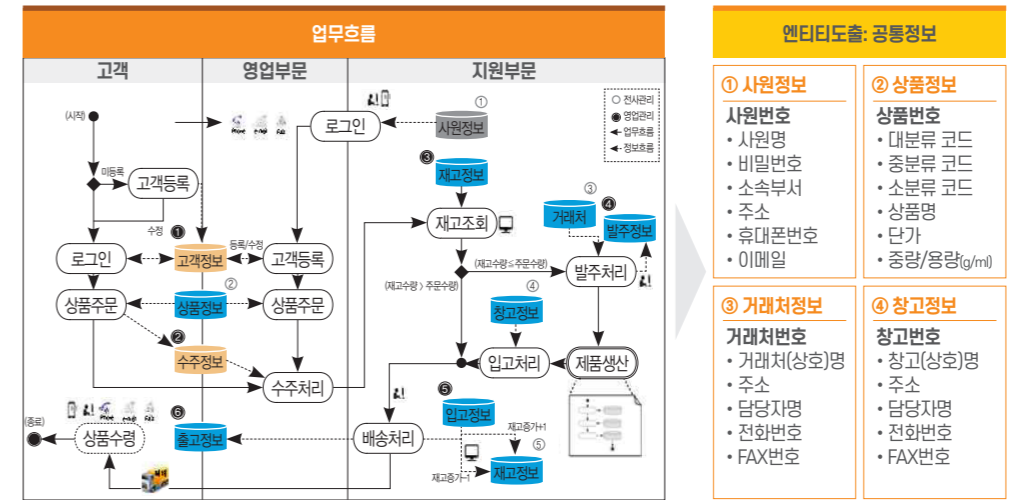 업무흐름
고객
영업부문
지원부문
(시작)
미등록
고객등록
수정
로그인
상품주문
❶
고객정보
등록/수정
②
상품정보
❷
수주정보
고객등록
상품주문
수주처리
로그인
①
사원정보
○ 전사관리
● 영업관리
← 업무흐름
← 정보흐름
❸
재고정보
재고조회
③
거래처
❹
발주정보
(재고수량≤주문수량)
발주처리
(재고수량 > 주문수량)
④
창고정보
입고처리
제품생산
❺
입고정보
배송처리
재고증가+1
⑤
재고정보
재고증가-1
❻
출고정보
(종료)
상품수령
엔티티도출: 공통정보
① 사원정보
사원번호
• 사원명
• 비밀번호
• 소속부서
• 주소
• 휴대폰번호
• 이메일
② 상품정보
상품번호
• 대분류 코드
• 중분류 코드
• 소분류 코드
• 상품명
• 단가
• 중량/용량(g/ml)
③ 거래처정보
거래처번호
• 거래처(상호)명
• 주소
• 담당자명
• 전화번호
• FAX번호
④ 창고정보
창고번호
• 창고(상호)명
• 주소
• 담당자명
• 전화번호
• FAX번호